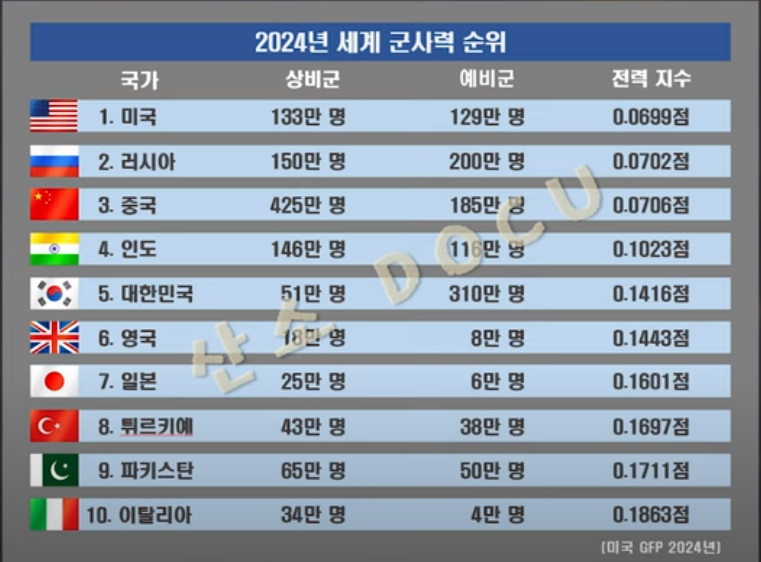 2024년 세계 군사력 순위
국가 상비군 예비군 전력 지수
1. 미국 133만 명 129만 명 0.0699점
2. 러시아 150만 명 200만 명 0.0702점
3. 중국 425만 명 185만 명 0.0706점
4. 인도 146만 명 116만 명 0.1023점
5. 대한민국 51만 명 310만 명 0.1416점
6. 영국 18만 명 8만 명 0.1443점
7. 일본 25만 명 6만 명 0.1601점
8. 튀르키예 43만 명 38만 명 0.1697점
9. 파키스탄 65만 명 50만 명 0.1711점
10. 이탈리아 34만 명 4만 명 0.1863점
(미국 GFP 2024년)
산소 DOCU